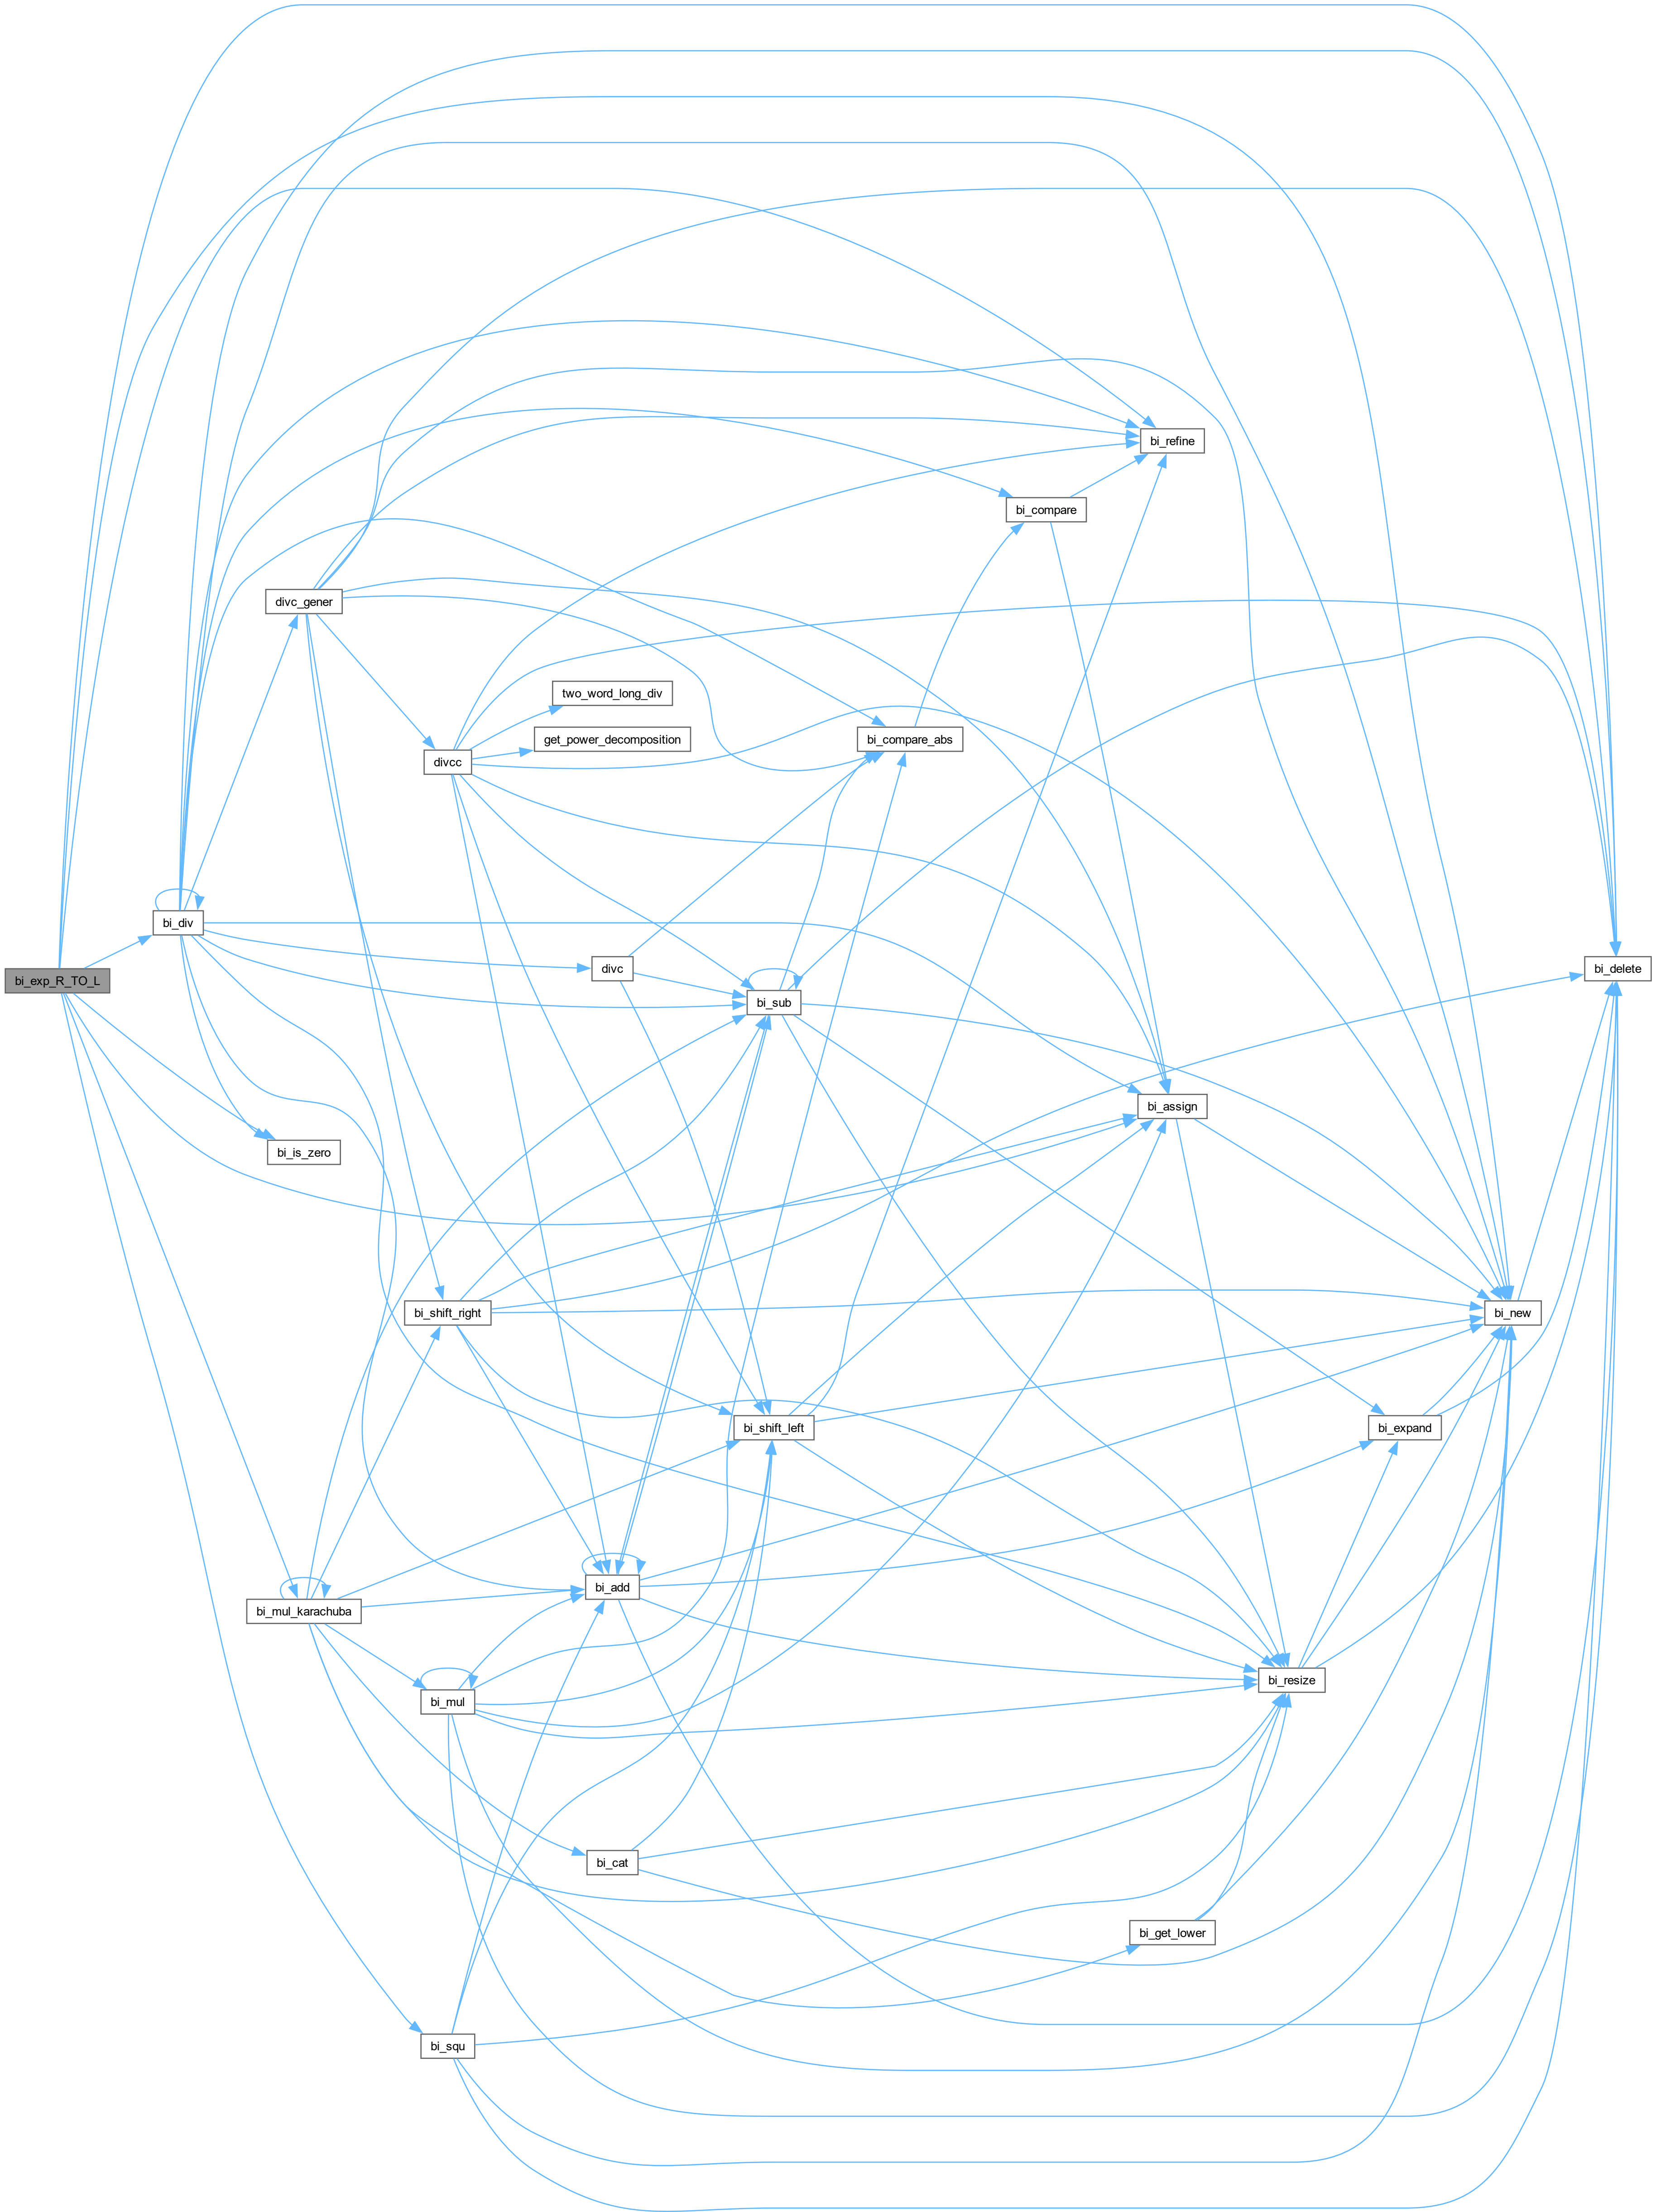 bi_refine
bi_compare
divc_gener
two_word_long_div
get_power_decomposition
bi_compare_abs
divcc
bi_div
divc
bi_delete
bi_exp_R_TO_L
bi_sub
bi_assign
bi_is_zero
bi_shift_right
bi_new
bi_shift_left
bi_expand
bi_add
bi_mul_karachuba
bi_resize
bi_mul
bi_cat
bi_get_lower
bi_squ